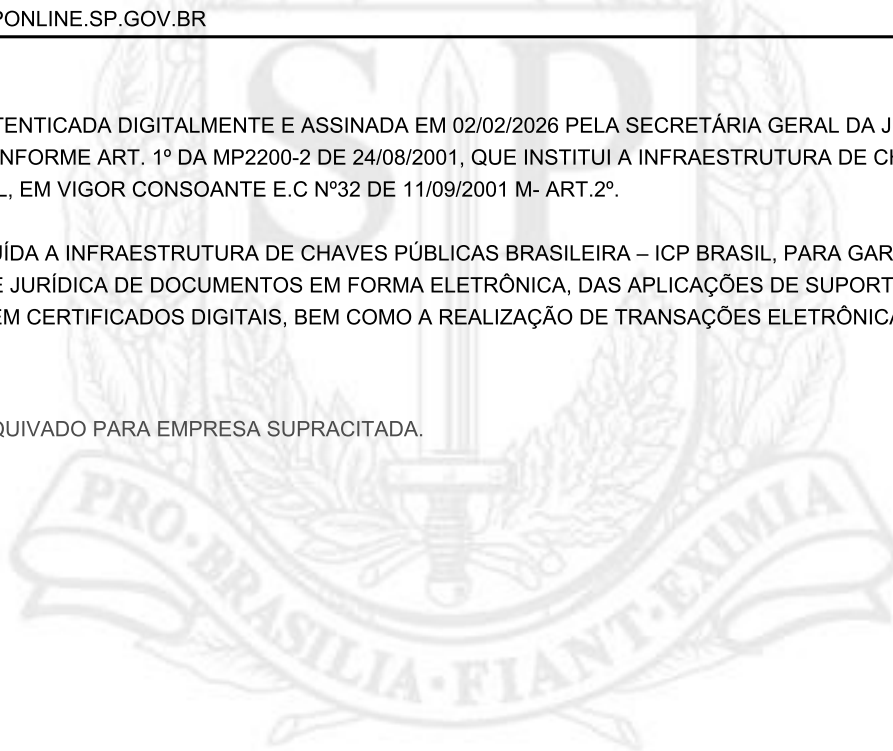 PONLINE.SP.GOV.BR
TENTICADA DIGITALMENTE E ASSINADA EM 02/02/2026 PELA SECRETÁRIA GERAL DA J
NFORME ART. 1º DA MP2200-2 DE 24/08/2001, QUE INSTITUI A INFRAESTRUTURA DE CH
L, EM VIGOR CONSOANTE E.C Nº32 DE 11/09/2001 M- ART.2º.
UÍDA A INFRAESTRUTURA DE CHAVES PÚBLICAS BRASILEIRA – ICP BRASIL, PARA GAR
E JURÍDICA DE DOCUMENTOS EM FORMA ELETRÔNICA, DAS APLICAÇÕES DE SUPORT
EM CERTIFICADOS DIGITAIS, BEM COMO A REALIZAÇÃO DE TRANSAÇÕES ELETRÔNICA
QUIVADO PARA EMPRESA SUPRACITADA.
SP
PRO·BRASILIA·FIANT·EXIMIA